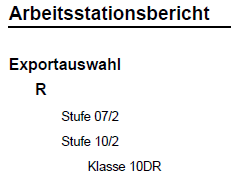 Arbeitsstationsbericht
Exportauswahl
R
Stufe 07/2
Stufe 10/2
Klasse 10DR